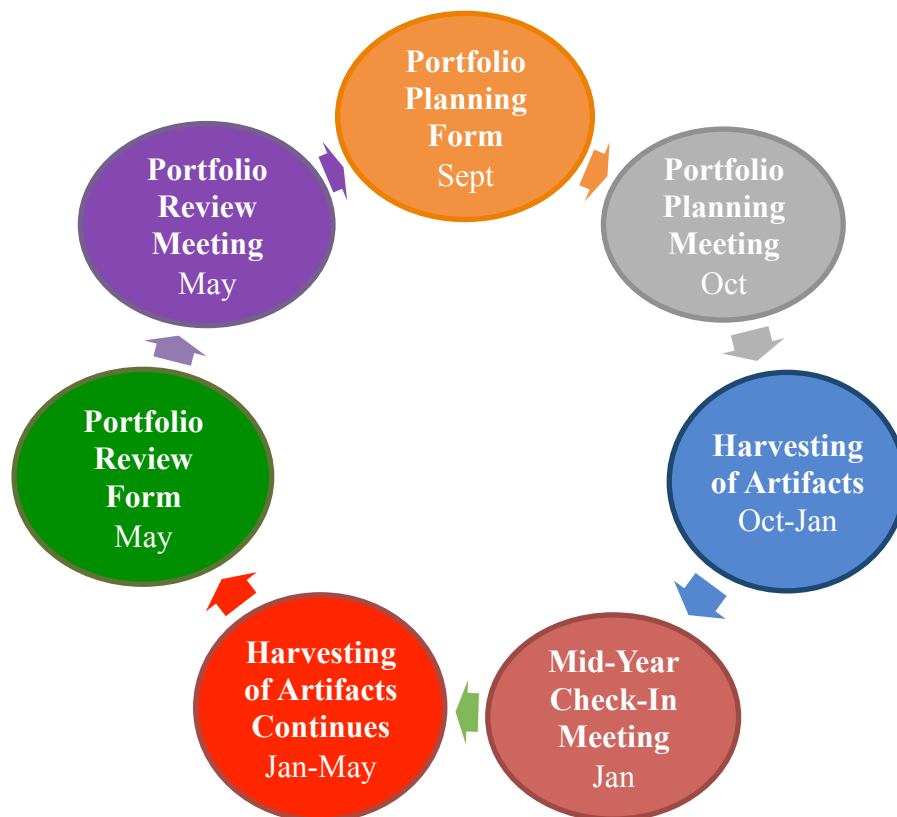 Portfolio
Planning
Form
Sept
Portfolio
Planning
Meeting
Oct
Harvesting
of Artifacts
Oct-Jan
Mid-Year
Check-In
Meeting
Jan
Harvesting
of Artifacts
Continues
Jan-May
Portfolio
Review
Form
May
Portfolio
Review
Meeting
May